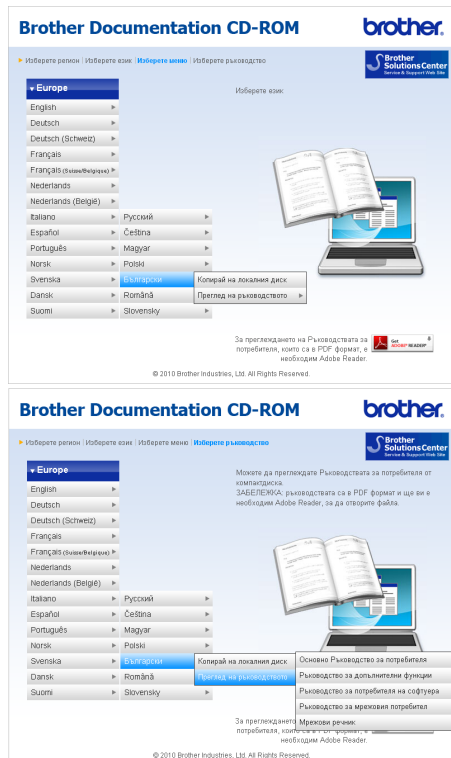 Brother Documentation CD-ROM
brother.
Изберете регион | Изберете език | Изберете меню | Изберете ръководство
Brother
Solutions Center
Service & Support Web Site
Europe
Изберете език
English
Deutsch
Deutsch (Schweiz)
Français
Français (Suisse/Belgique)
Nederlands
Nederlands (België)
Italiano
Русский
Español
Čeština
Português
Magyar
Norsk
Polski
Svenska
Български
Копирай на локалния диск
Dansk
Română
Преглед на ръководството
Suomi
Slovensky
За преглеждането на Ръководствата за
потребителя, които са в PDF формат, е
необходим Adobe Reader.
Get
ADOBE® READER®
© 2010 Brother Industries, Ltd. All Rights Reserved.
Brother Documentation CD-ROM
brother.
Изберете регион | Изберете език | Изберете меню | Изберете ръководство
Brother
Solutions Center
Service & Support Web Site
Europe
Можете да преглеждате Ръководствата за потребителя от
компактдиска.
ЗАБЕЛЕЖКА: ръководствата са в PDF формат и ще ви е
необходим Adobe Reader, за да отворите файла.
English
Deutsch
Deutsch (Schweiz)
Français
Français (Suisse/Belgique)
Nederlands
Nederlands (België)
Italiano
Русский
Español
Čeština
Português
Magyar
Norsk
Polski
Svenska
Български
Копирай на локалния диск
Основно Ръководство за потребителя
Dansk
Română
Преглед на ръководството
Ръководство за допълнителни функции
Suomi
Slovensky
Ръководство за потребителя на софтуера
Ръководство за мрежовия потребител
Мрежови речник
За преглеждането
потребителя, които са в PDF формат, е
необходим Adobe Reader.
© 2010 Brother Industries, Ltd. All Rights Reserved.